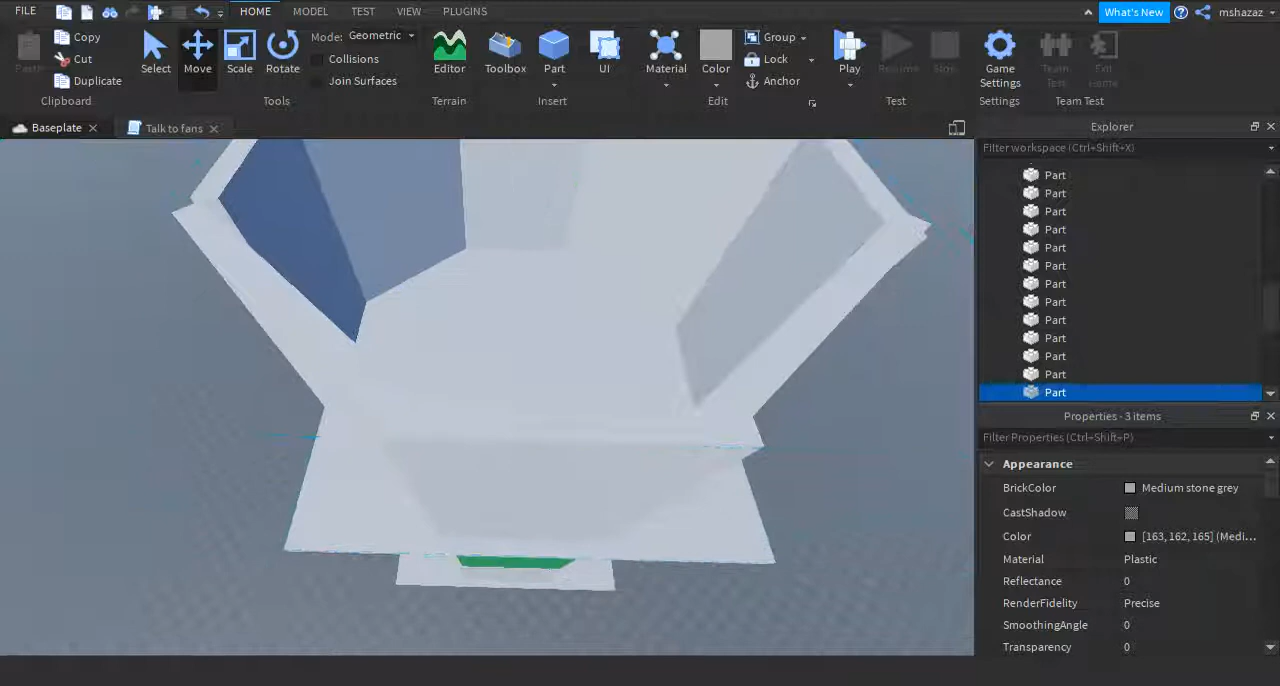 FILE HOME MODEL TEST VIEW PLUGINS What's New mshazaz
Copy Mode: Geometric Group
Cut Collisions Lock
Duplicate Join Surfaces Anchor
Select Move Scale Rotate Editor Toolbox Part UI Material Color Play Game Settings Team Test
Clipboard Tools Terrain Insert Edit Test Settings Team Test
Baseplate Talk to fans
Explorer
Filter workspace (Ctrl+Shift+X)
Part
Part
Part
Part
Part
Part
Part
Part
Part
Part
Part
Part
Part
Properties - 3 items
Filter Properties (Ctrl+Shift+P)
Appearance
BrickColor Medium stone grey
CastShadow
Color [163, 162, 165] (Medi...
Material Plastic
Reflectance 0
RenderFidelity Precise
SmoothingAngle 0
Transparency 0